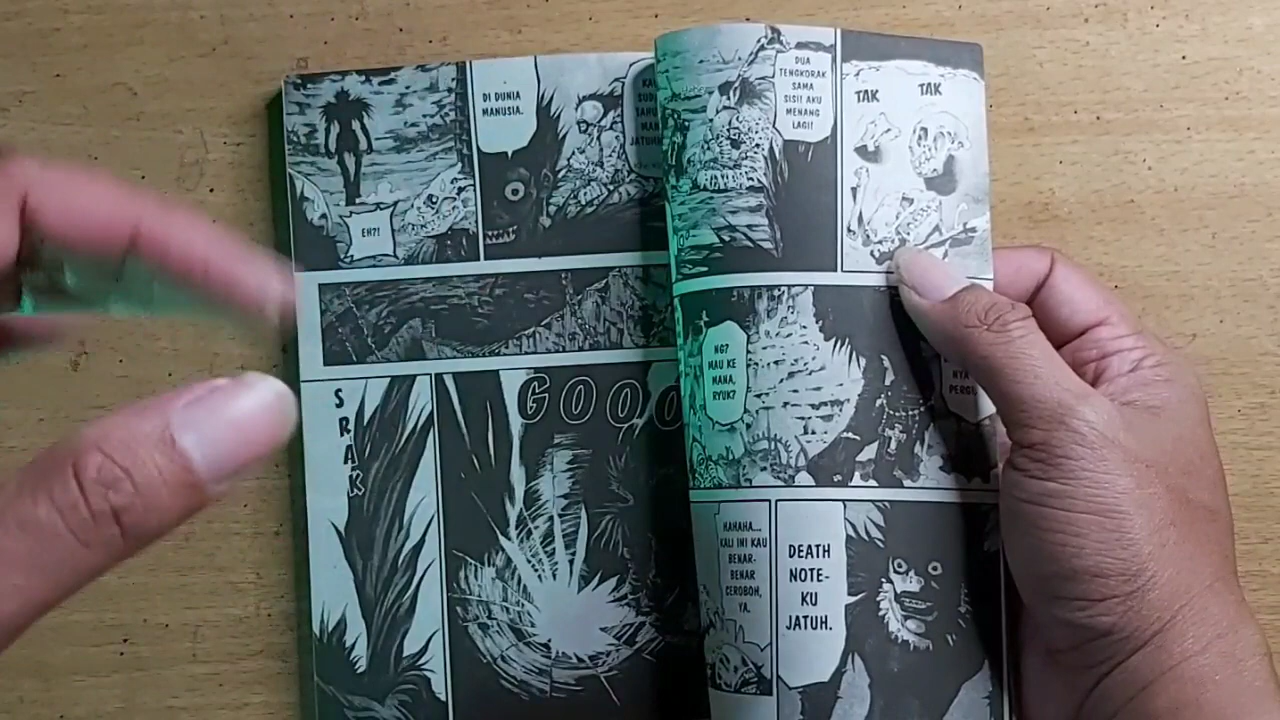 EH?!
DI DUNIA
MANUSIA.
SRAK
GOOO
DUA
TENGKORAK
SAMA
SISI! AKU
MENANG
LAGI!
TAK
TAK
NG?
MAU KE
MANA,
RYUK?
NYA
HAHAHA...
KALI INI KAU
BENAR-
BENAR
CEROBOH,
YA.
DEATH
NOTE-
KU
JATUH.